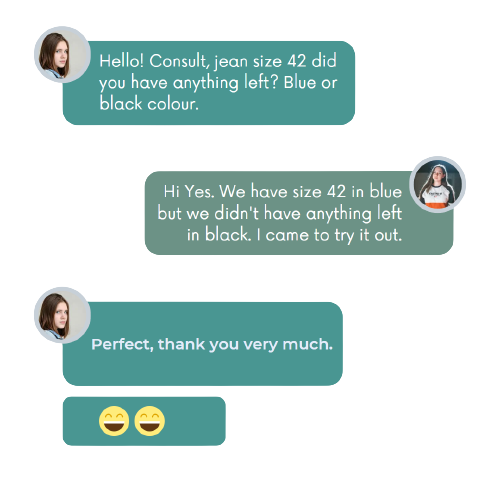 Hello! Consult, jean size 42 did
you have anything left? Blue or
black colour.
Hi Yes. We have size 42 in blue
but we didn't have anything left
in black. I came to try it out.
Perfect, thank you very much.